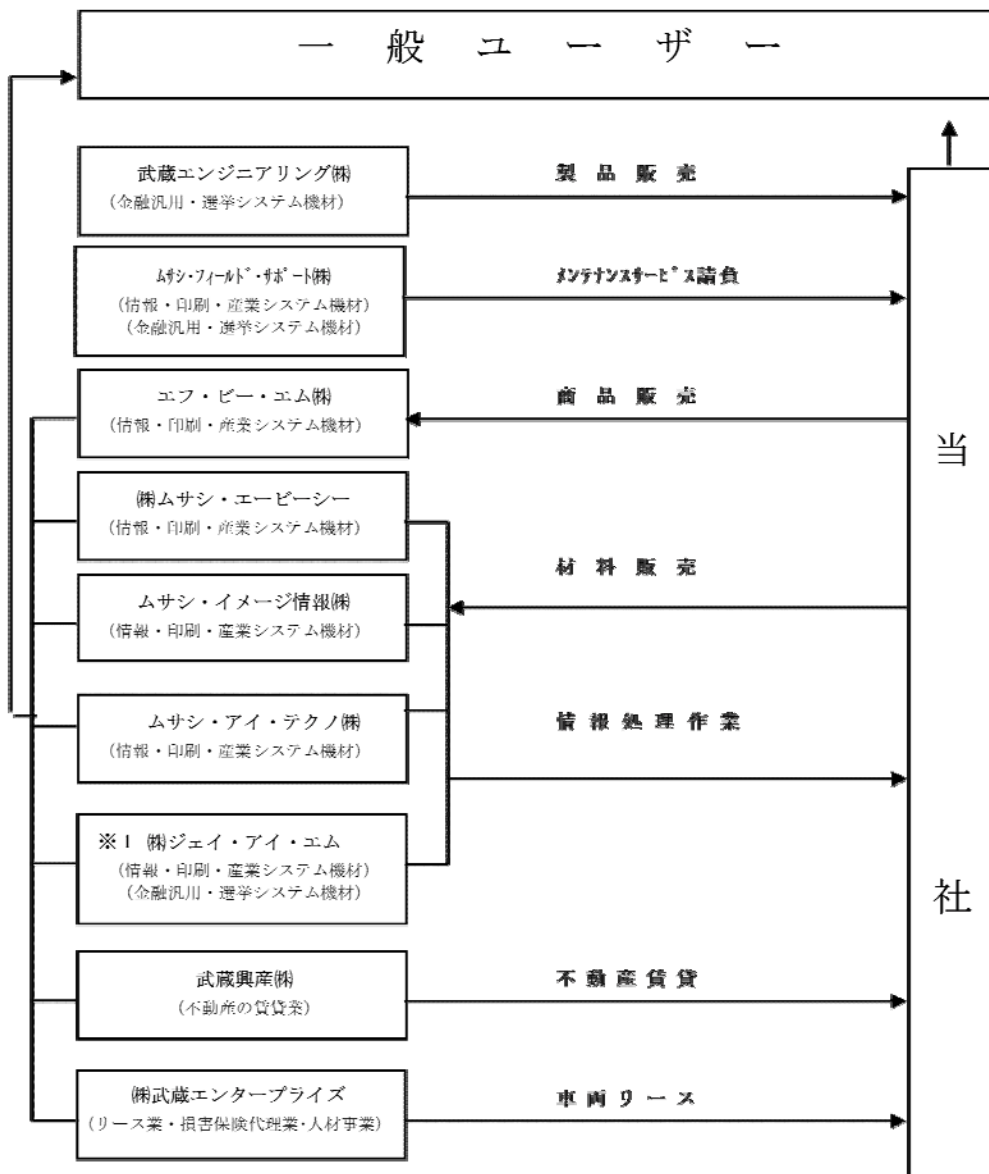 一般ユーザー
武蔵エンジニアリング㈱
（金融汎用・選挙システム機材）
製品販売
ムサシ・フィールド・サポート㈱
（情報・印刷・産業システム機材）
（金融汎用・選挙システム機材）
メンテナンスサービス請負
エフ・ビー・エム㈱
（情報・印刷・産業システム機材）
商品販売
㈱ムサシ・エービーシー
（情報・印刷・産業システム機材）
材料販売
ムサシ・イメージ情報㈱
（情報・印刷・産業システム機材）
ムサシ・アイ・テクノ㈱
（情報・印刷・産業システム機材）
情報処理作業
※1 ㈱ジェイ・アイ・エム
（情報・印刷・産業システム機材）
（金融汎用・選挙システム機材）
武蔵興産㈱
（不動産の賃貸業）
不動産賃貸
㈱武蔵エンタープライズ
（リース業・損害保険代理業・人材事業）
車両リース
当社